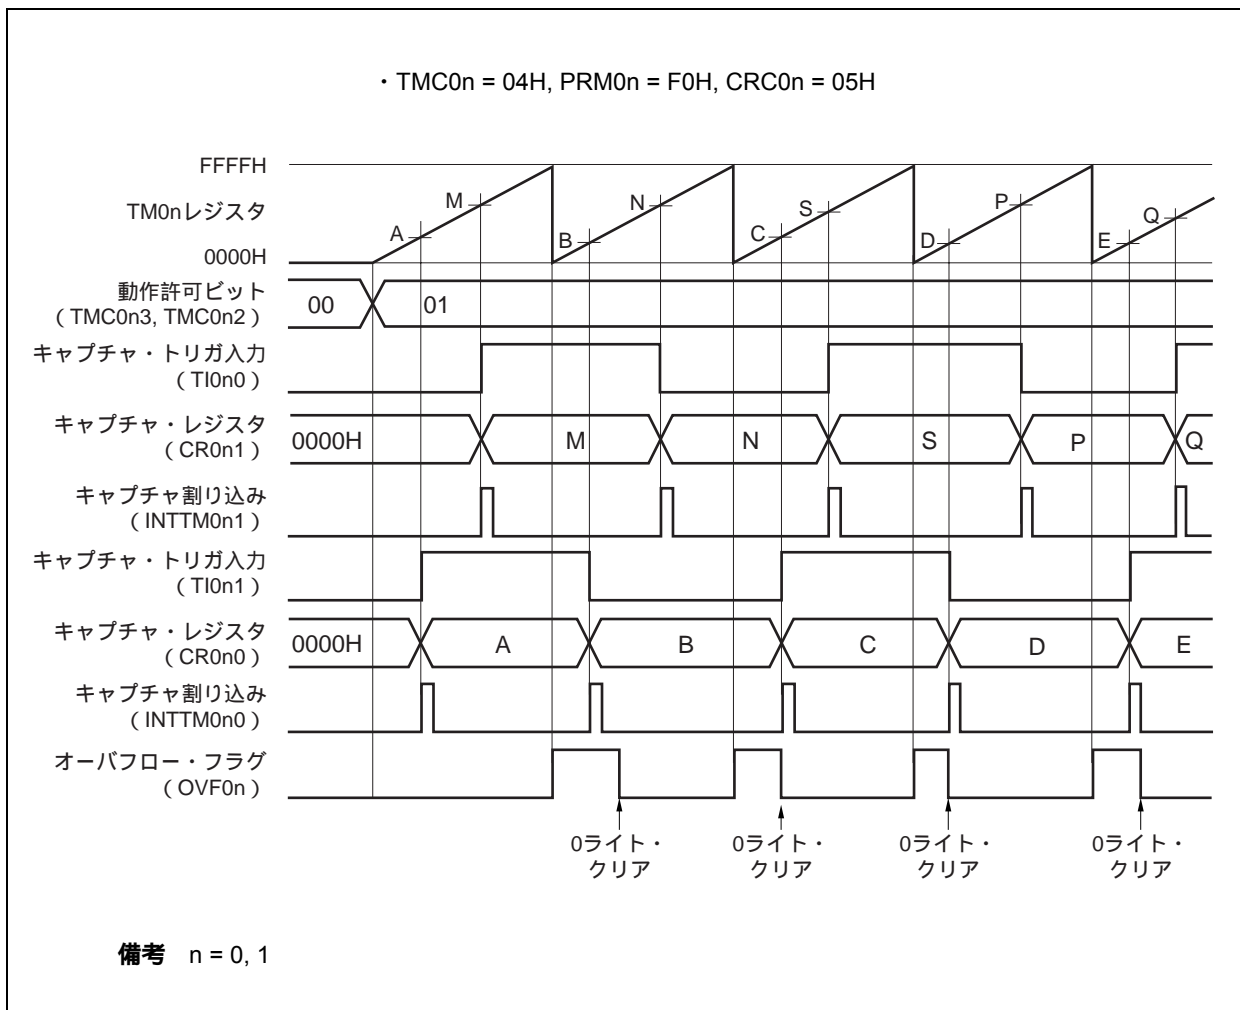 ・TMC0n = 04H, PRM0n = F0H, CRC0n = 05H
FFFFH
TM0nレジスタ
0000H
A
M
B
N
C
S
D
P
E
Q
動作許可ビット
（TMC0n3, TMC0n2）
00
01
キャプチャ・トリガ入力
（TI0n0）
キャプチャ・レジスタ
（CR0n1）
0000H
M
N
S
P
Q
キャプチャ割り込み
（INTTM0n1）
キャプチャ・トリガ入力
（TI0n1）
キャプチャ・レジスタ
（CR0n0）
0000H
A
B
C
D
E
キャプチャ割り込み
（INTTM0n0）
オーバフロー・フラグ
（OVF0n）
0ライト・
クリア
0ライト・
クリア
0ライト・
クリア
0ライト・
クリア
備考 n = 0, 1